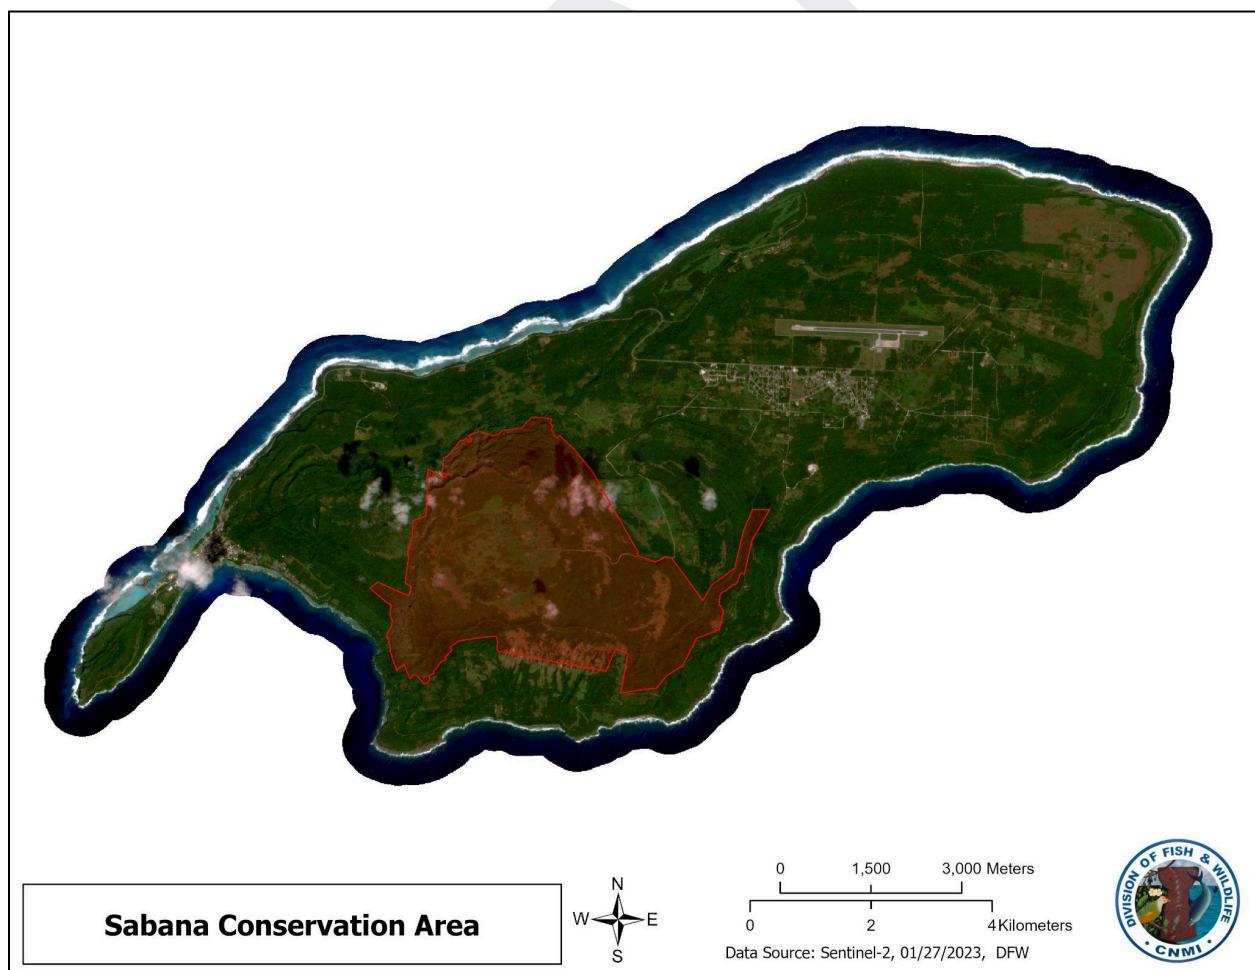 Sabana Conservation Area
N
W E
S
0 1,500 3,000 Meters
0 2 4 Kilometers
Data Source: Sentinel-2, 01/27/2023, DFW
DIVISION OF FISH & WILDLIFE
• CNMI •